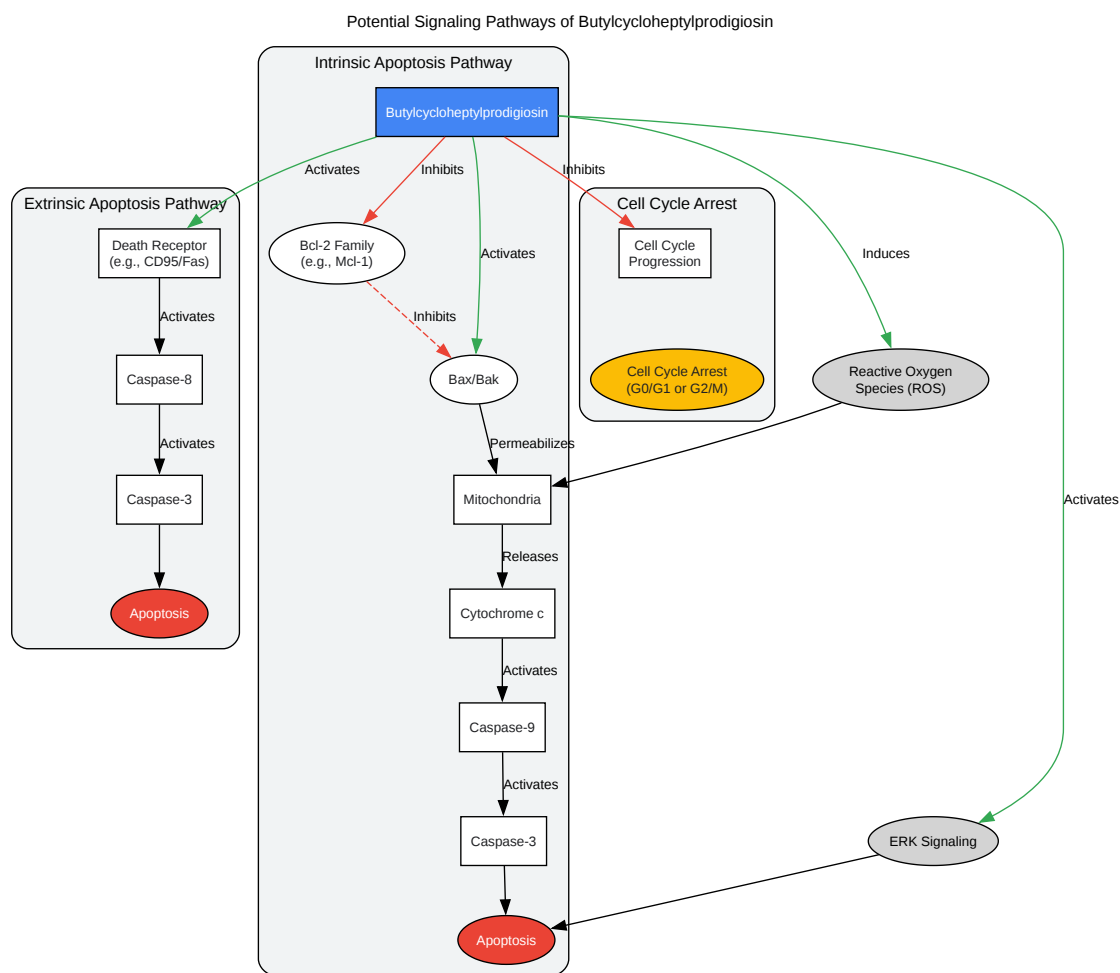 Potential Signaling Pathways of Butylcycloheptylprodigiosin
Intrinsic Apoptosis Pathway
Butylcycloheptylprodigiosin
Activates
Inhibits
Inhibits
Extrinsic Apoptosis Pathway
Cell Cycle Arrest
Death Receptor
(e.g., CD95/Fas)
Bcl-2 Family
(e.g., Mcl-1)
Activates
Cell Cycle
Progression
Induces
Activates
Inhibits
Caspase-8
Bax/Bak
Cell Cycle Arrest
(G0/G1 or G2/M)
Reactive Oxygen
Species (ROS)
Activates
Permeabilizes
Caspase-3
Mitochondria
Activates
Releases
Apoptosis
Cytochrome c
Activates
Caspase-9
Activates
Caspase-3
ERK Signaling
Apoptosis